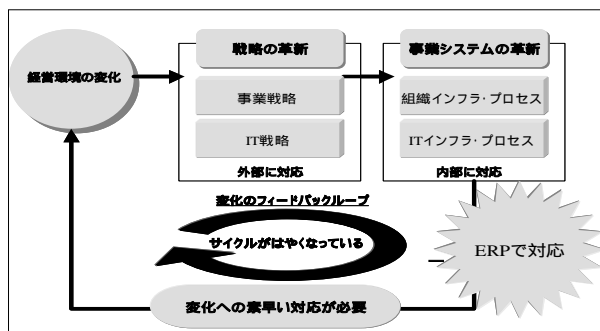 経営環境の変化
戦略の革新
事業戦略
IT戦略
外部に対応
事業システムの革新
組織インフラ・プロセス
ITインフラ・プロセス
内部に対応
変化のフィードバックループ
サイクルがはやくなっている
ERPで対応
変化への素早い対応が必要